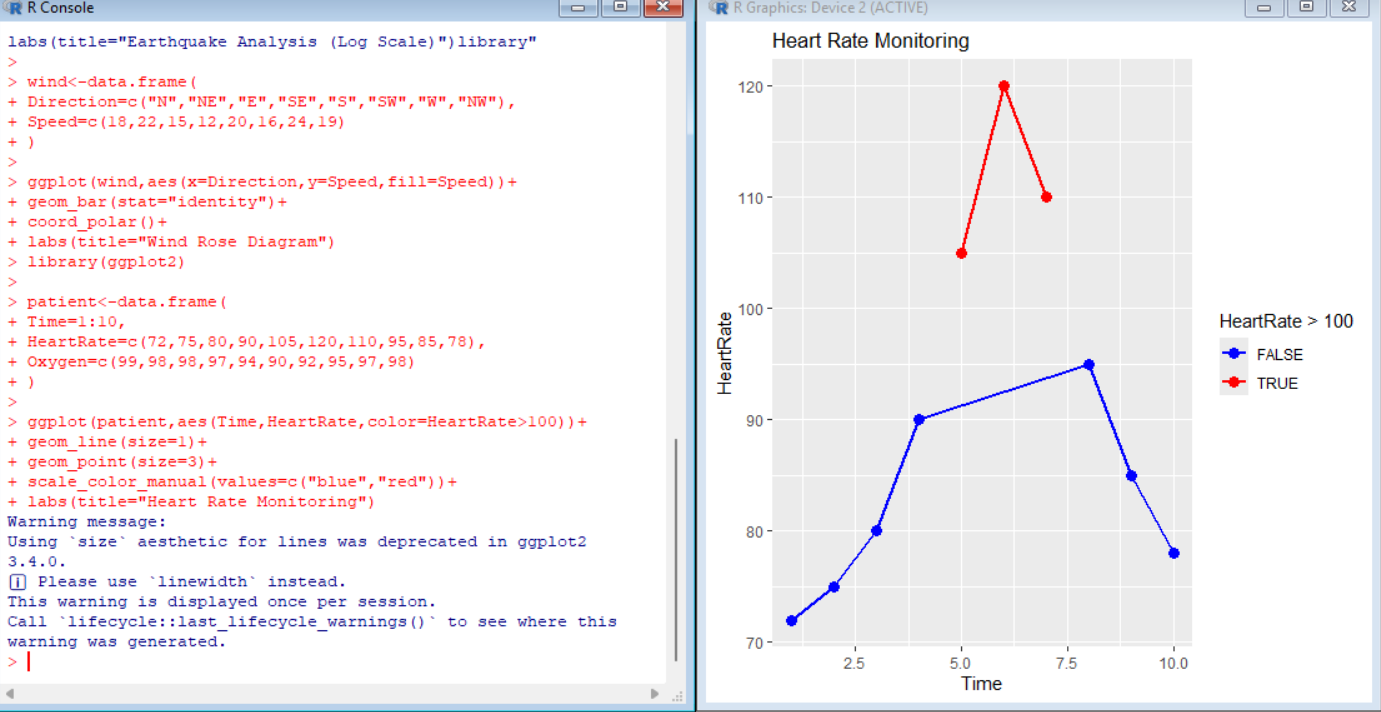 R Console
labs(title="Earthquake Analysis (Log Scale)")library"
>
> wind<-data.frame(
+ Direction=c("N","NE","E","SE","S","SW","W","NW"),
+ Speed=c(18,22,15,12,20,16,24,19)
+ )
>
> ggplot(wind,aes(x=Direction,y=Speed,fill=Speed))+
+ geom_bar(stat="identity")+
+ coord_polar()+
+ labs(title="Wind Rose Diagram")
> library(ggplot2)
>
> patient<-data.frame(
+ Time=1:10,
+ HeartRate=c(72,75,80,90,105,120,110,95,85,78),
+ Oxygen=c(99,98,98,97,94,90,92,95,97,98)
+ )
>
> ggplot(patient,aes(Time,HeartRate,color=HeartRate>100))+
+ geom_line(size=1)+
+ geom_point(size=3)+
+ scale_color_manual(values=c("blue","red"))+
+ labs(title="Heart Rate Monitoring")
Warning message:
Using `size` aesthetic for lines was deprecated in ggplot2
3.4.0.
i Please use `linewidth` instead.
This warning is displayed once per session.
Call `lifecycle::last_lifecycle_warnings()` to see where this
warning was generated.
>
R Graphics: Device 2 (ACTIVE)
Heart Rate Monitoring
120
110
100
90
80
70
HeartRate
2.5 5.0 7.5 10.0
Time
HeartRate > 100
FALSE
TRUE